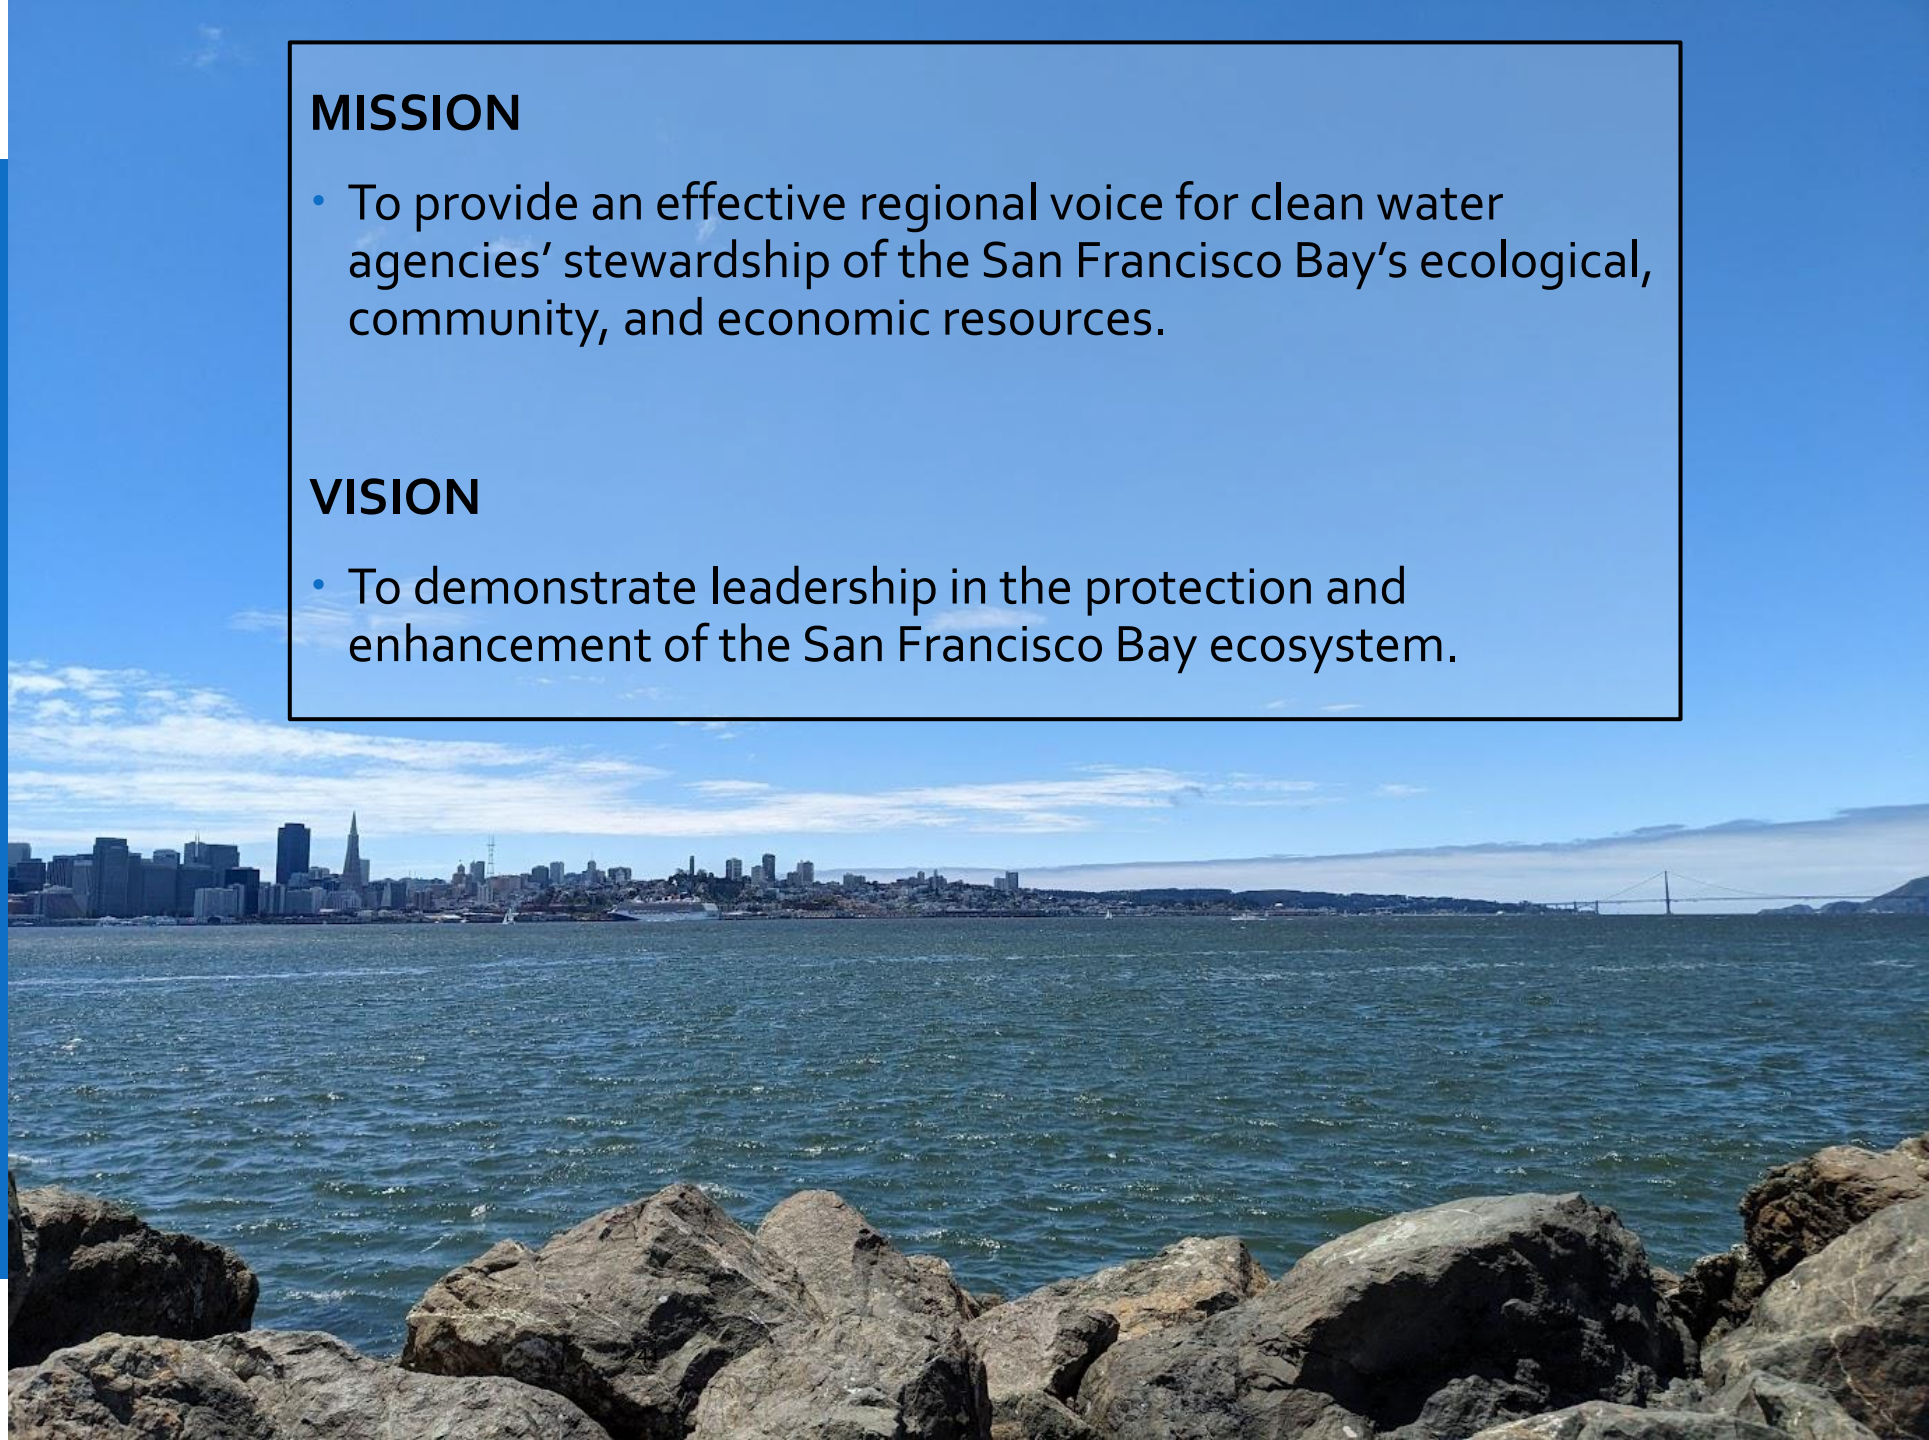 MISSION
• To provide an effective regional voice for clean water
agencies’ stewardship of the San Francisco Bay’s ecological,
community, and economic resources.
VISION
• To demonstrate leadership in the protection and
enhancement of the San Francisco Bay ecosystem.